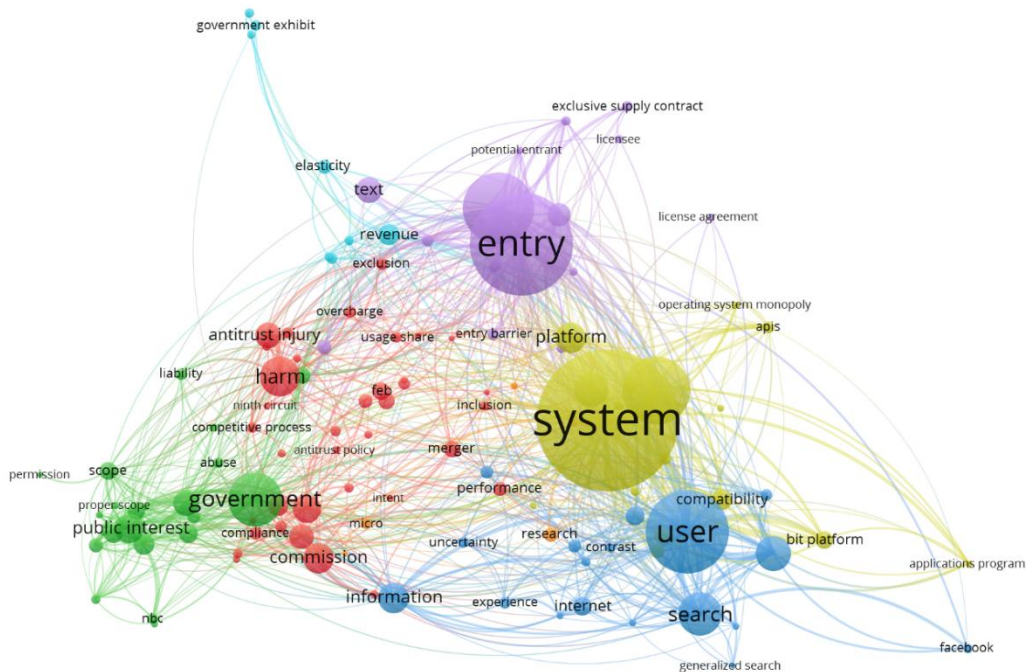 government exhibit
exclusive supply contract
licensee
potential entrant
elasticity
text
license agreement
revenue
entry
exclusion
operating system monopoly
overcharge
apis
antitrust injury
usage share
entry barrier
platform
liability
harm
feb
ninth circuit
inclusion
system
competitive process
antitrust policy
merger
abuse
scope
permission
performance
government
intent
compatibility
proper scope
public interest
micro
user
compliance
uncertainty
research
contrast
bit platform
commission
applications program
information
experience
internet
search
nbc
facebook
generalized search